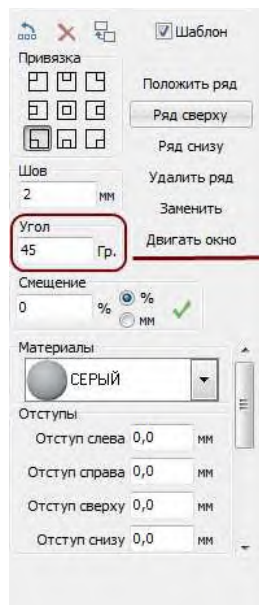 Шаблон
Привязка
Положить ряд
Ряд сверху
Ряд снизу
Шов
2 мм
Удалить ряд
Заменить
Угол
45 Гр.
Двигать окно
Смещение
0 %
%
мм
Материалы
СЕРЫЙ
Отступы
Отступ слева 0,0 мм
Отступ справа 0,0 мм
Отступ сверху 0,0 мм
Отступ снизу 0,0 мм